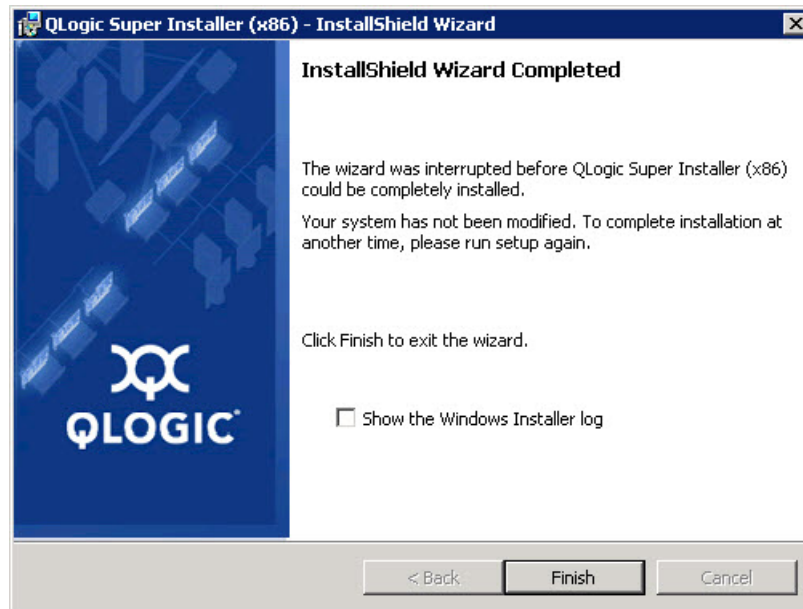 QLogic Super Installer (x86) - InstallShield Wizard
InstallShield Wizard Completed
The wizard was interrupted before QLogic Super Installer (x86)
could be completely installed.
Your system has not been modified. To complete installation at
another time, please run setup again.
Click Finish to exit the wizard.
Show the Windows Installer log
QLOGIC
< Back
Finish
Cancel